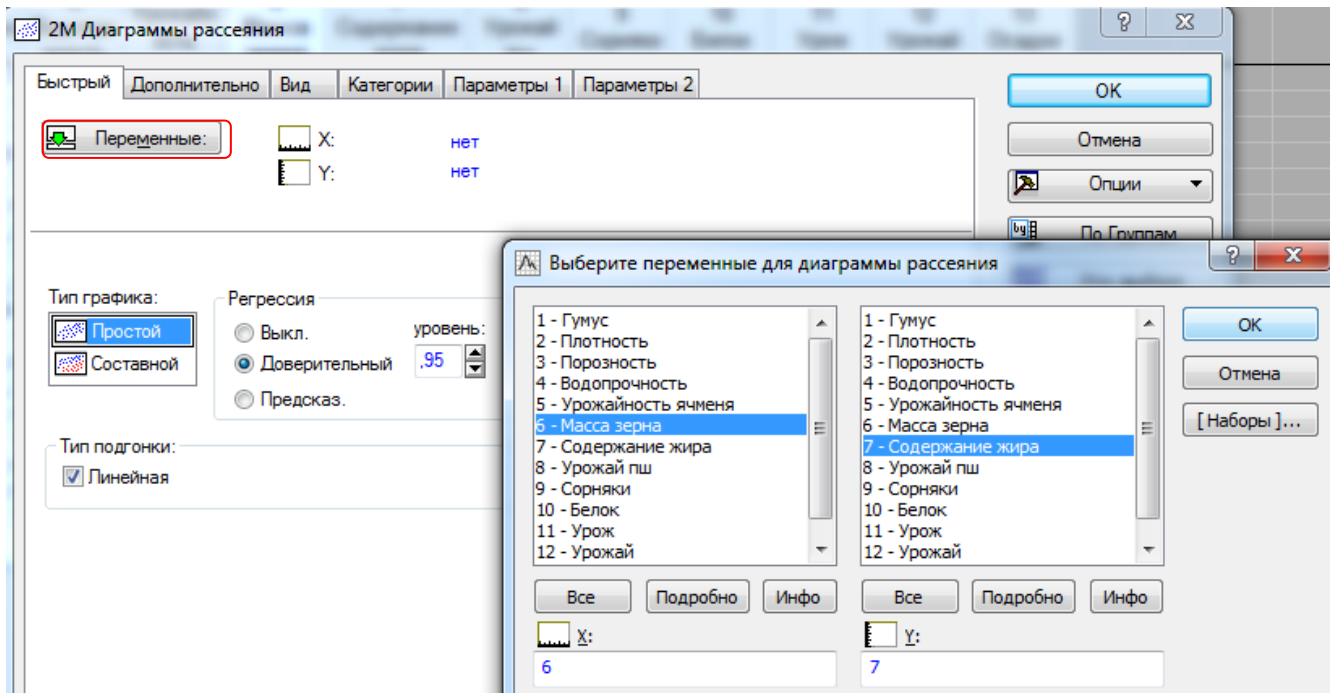 2М Диаграммы рассеяния
Быстрый Дополнительно Вид Категории Параметры 1 Параметры 2
OK
Переменные:
X: нет
Y: нет
Отмена
Опции
По Группам
Тип графика:
Простой
Составной
Регрессия
Выкл.
Доверительный
Предсказ.
уровень:
,95
Тип подгонки:
Линейная
Выберите переменные для диаграммы рассеяния
1 - Гумус
2 - Плотность
3 - Порозность
4 - Водопрочность
5 - Урожайность ячменя
6 - Масса зерна
7 - Содержание жира
8 - Урожай пш
9 - Сорняки
10 - Белок
11 - Урож
12 - Урожай
Все Подробно Инфо
X:
6
1 - Гумус
2 - Плотность
3 - Порозность
4 - Водопрочность
5 - Урожайность ячменя
6 - Масса зерна
7 - Содержание жира
8 - Урожай пш
9 - Сорняки
10 - Белок
11 - Урож
12 - Урожай
Все Подробно Инфо
Y:
7
OK
Отмена
[ Наборы ]...